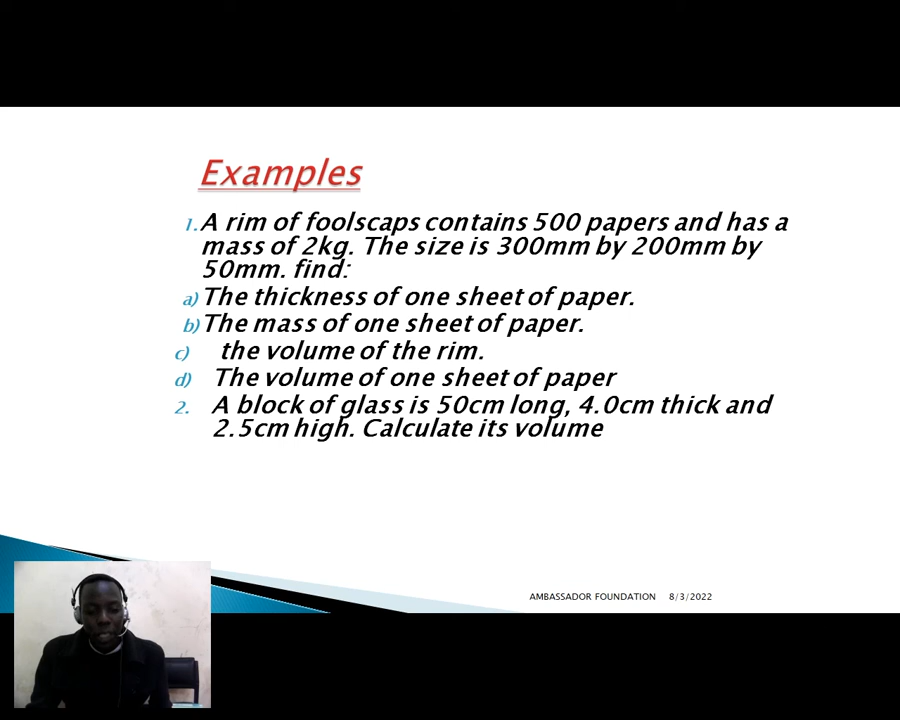 Examples
1. A rim of foolscaps contains 500 papers and has a
mass of 2kg. The size is 300mm by 200mm by
50mm. find:
a) The thickness of one sheet of paper.
b) The mass of one sheet of paper.
c) the volume of the rim.
d) The volume of one sheet of paper
2. A block of glass is 50cm long, 4.0cm thick and
2.5cm high. Calculate its volume
AMBASSADOR FOUNDATION 8/3/2022